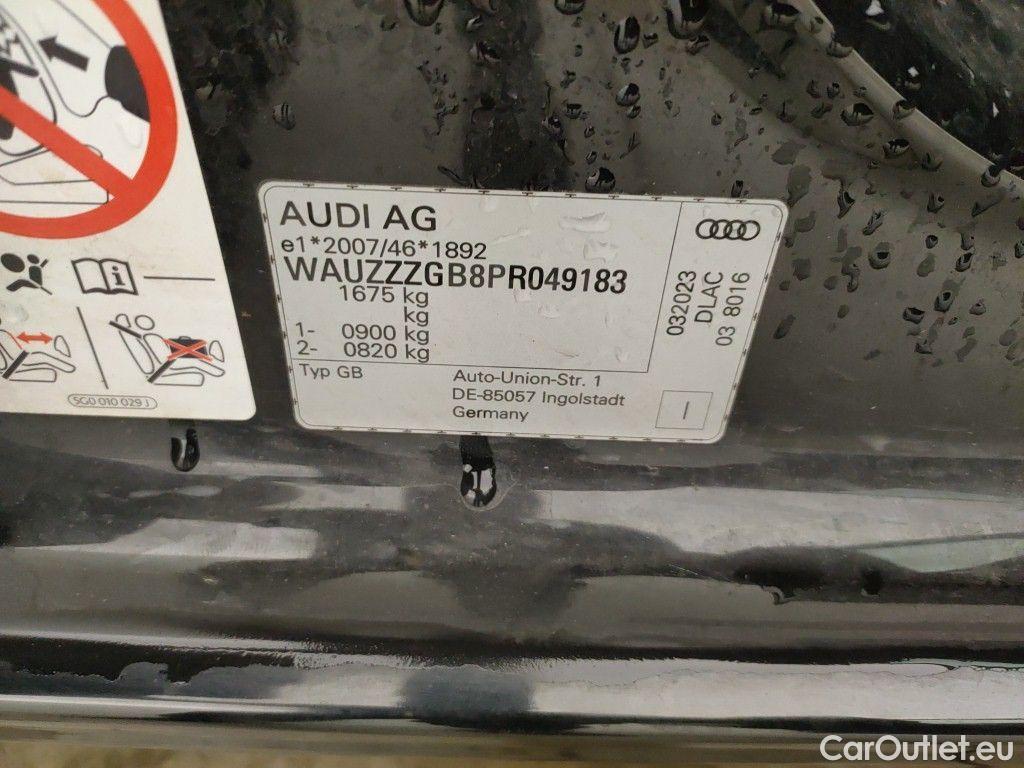 AUDI AG
e1*2007/46*1892
WAUZZZGB8PR049183
1675 kg
kg
1- 0900 kg
2- 0820 kg
Typ GB
Auto-Union-Str. 1
DE-85057 Ingolstadt
Germany
032023
DLAC
03 8016
I
i
5G0 010 029 J
CarOutlet.eu